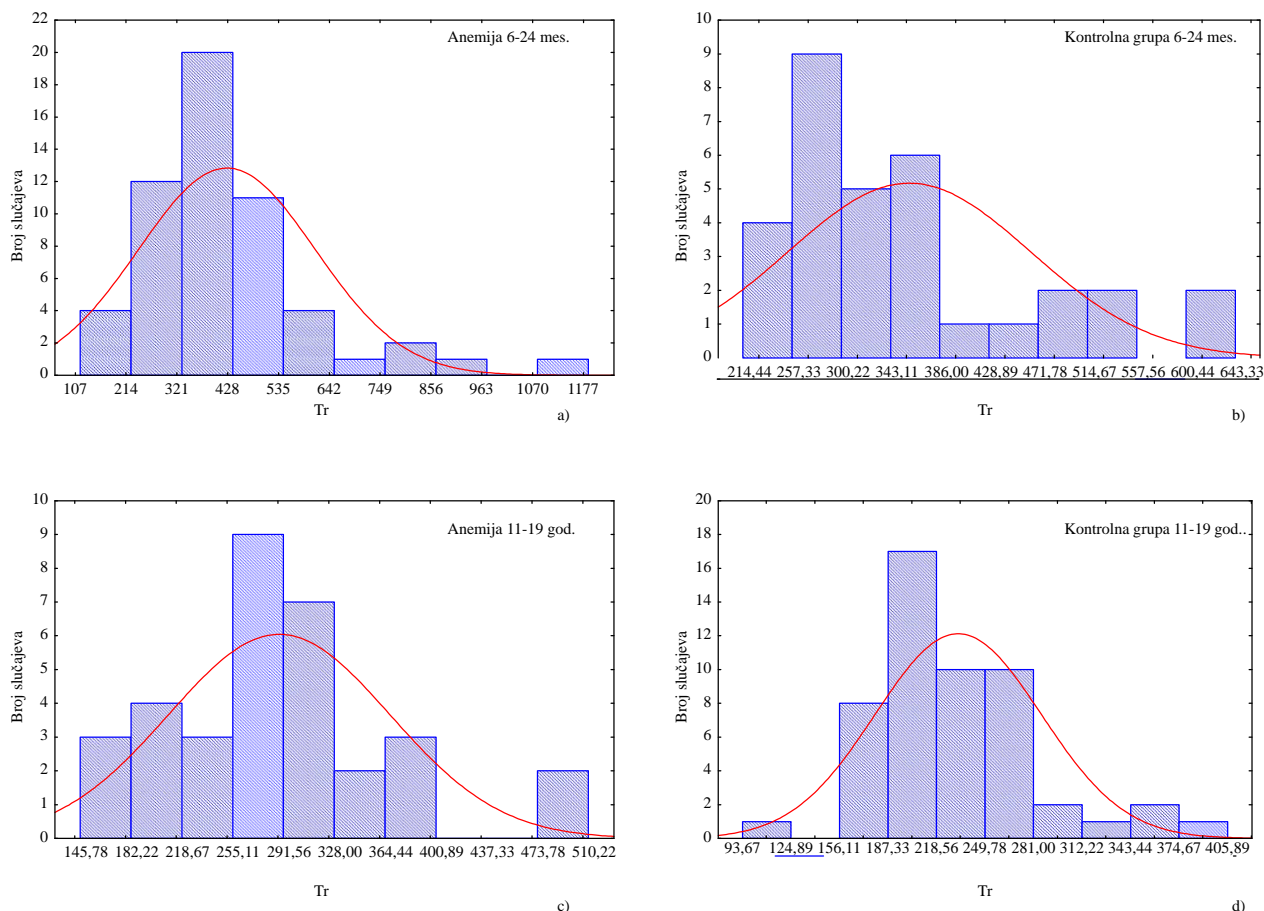 Anemija 6-24 mes.
Broj slučajeva
22
20
18
16
14
12
10
8
6
4
2
0
107 214 321 428 535 642 749 856 963 1070 1177
Tr
a)
Kontrolna grupa 6-24 mes.
Broj slučajeva
10
9
8
7
6
5
4
3
2
1
0
214,44 257,33 300,22 343,11 386,00 428,89 471,78 514,67 557,56 600,44 643,33
Tr
b)
Anemija 11-19 god.
Broj slučajeva
10
9
8
7
6
5
4
3
2
1
0
145,78 182,22 218,67 255,11 291,56 328,00 364,44 400,89 437,33 473,78 510,22
Tr
c)
Kontrolna grupa 11-19 god..
Broj slučajeva
20
18
16
14
12
10
8
6
4
2
0
93,67 124,89 156,11 187,33 218,56 249,78 281,00 312,22 343,44 374,67 405,89
Tr
d)